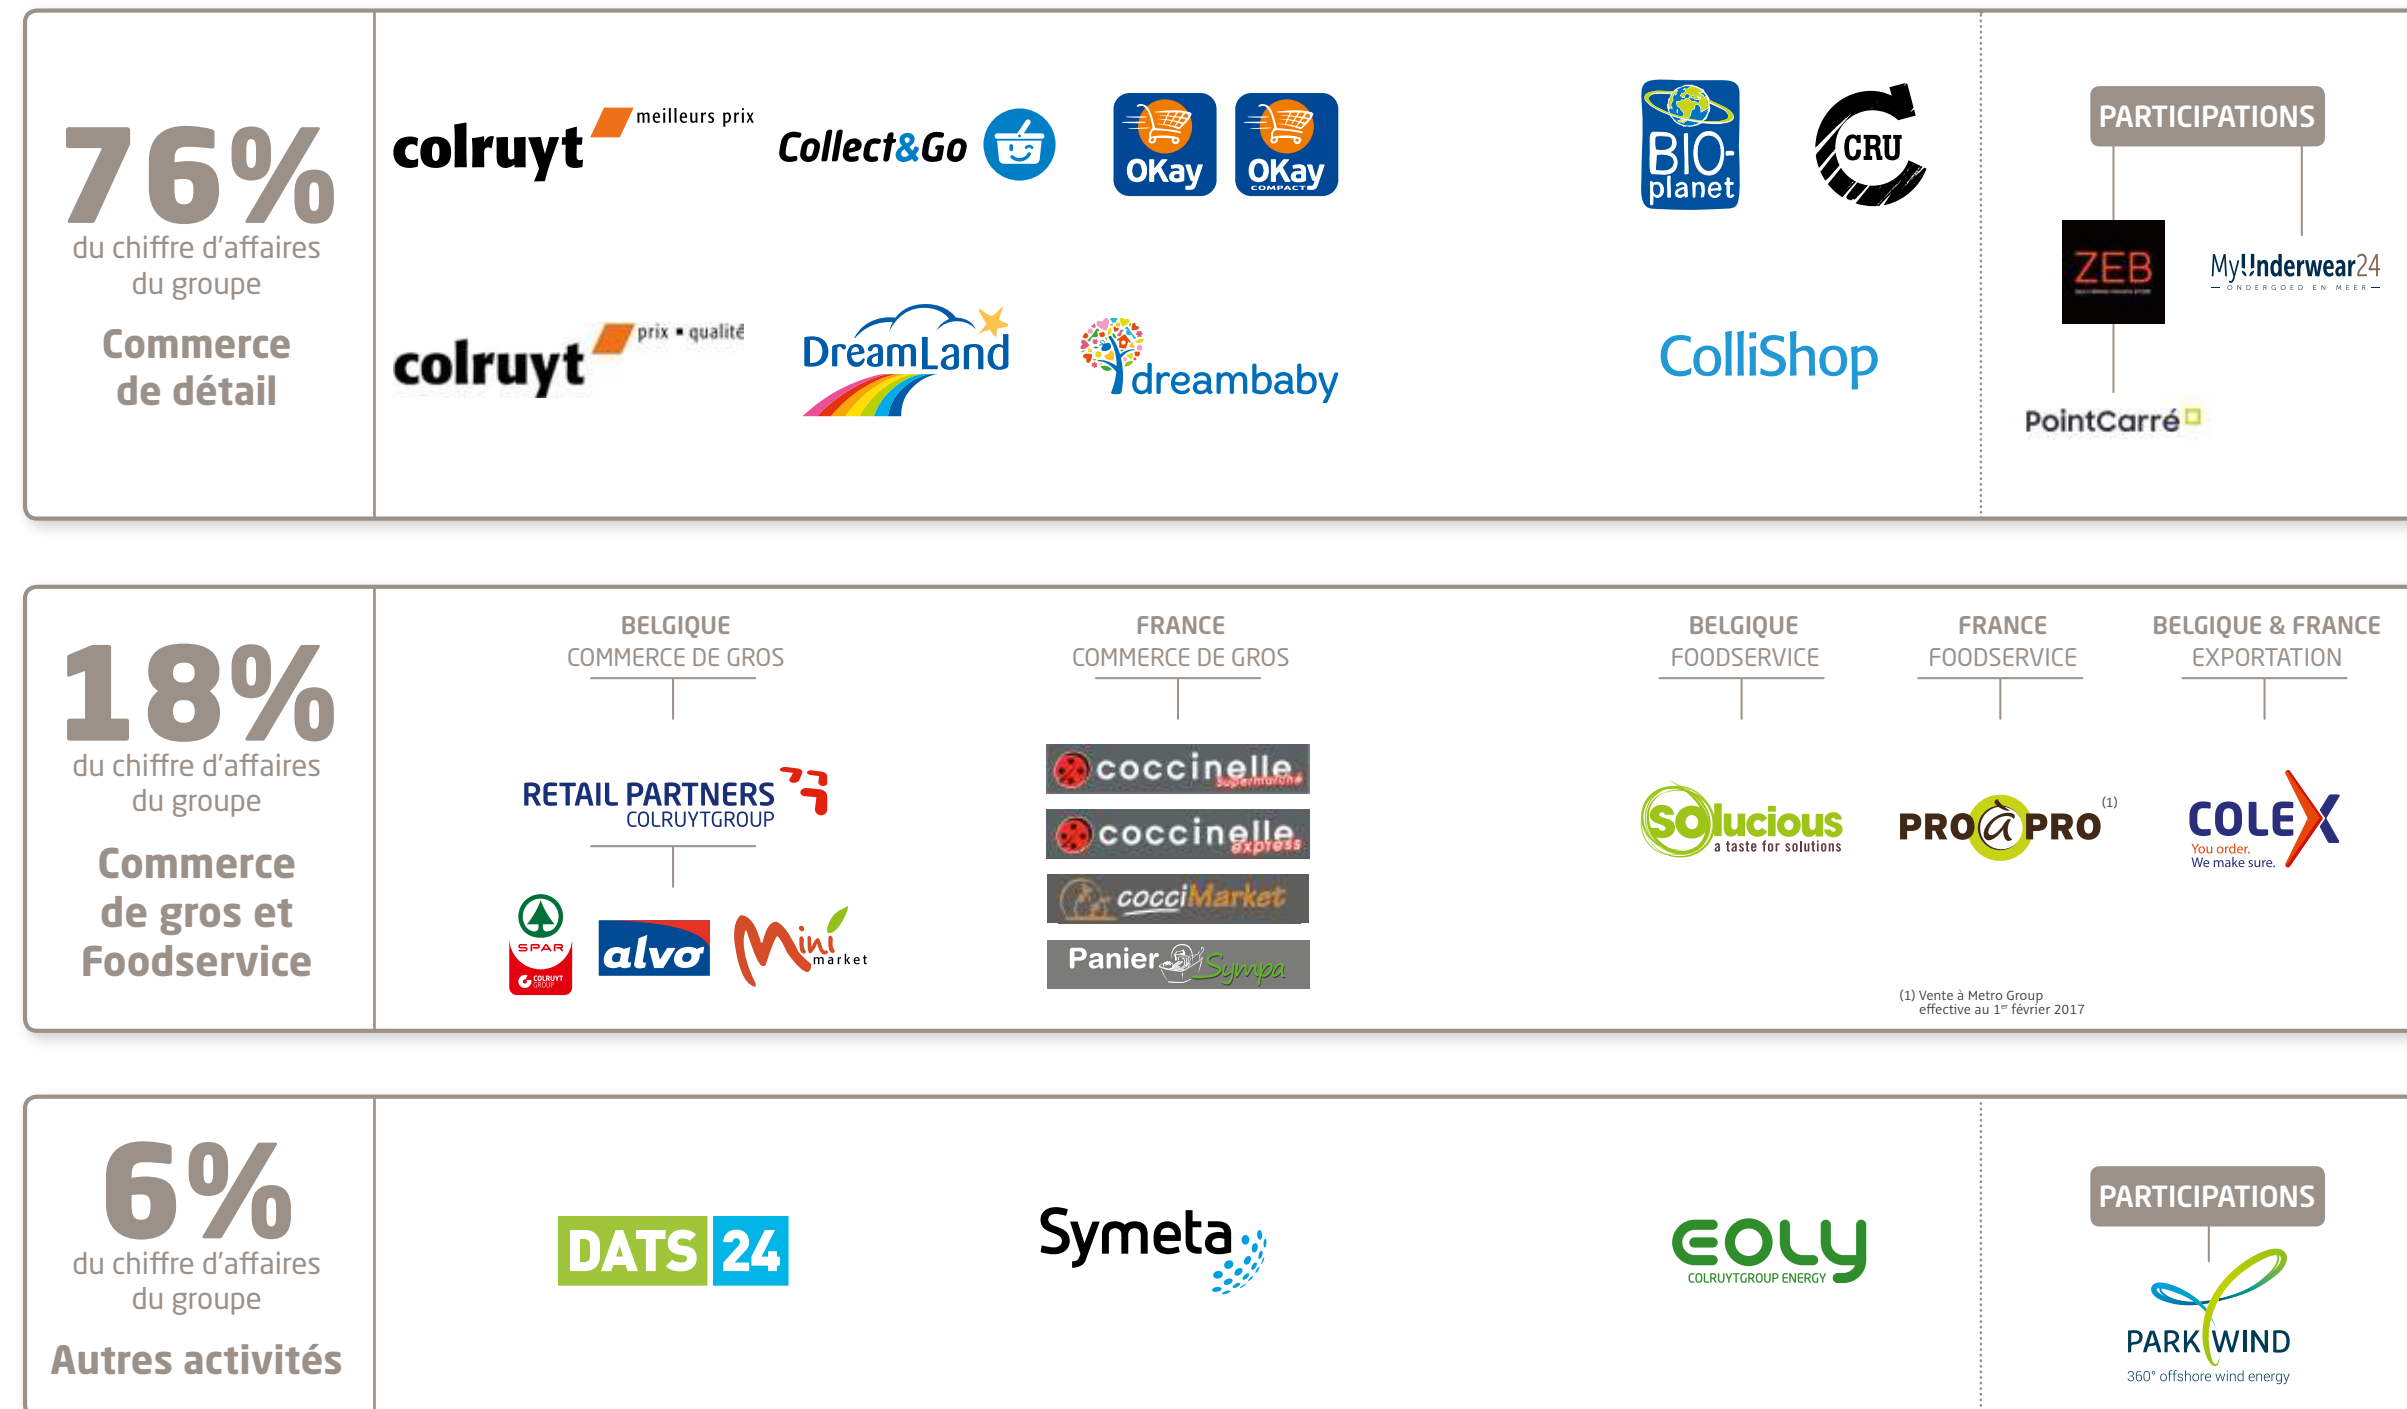 76%
du chiffre d'affaires
du groupe
Commerce
de détail
colruyt meilleurs prix
Collect&Go
OKay
OKay
COMPACT
BIO-
planet
CRU
PARTICIPATIONS
ZEB
MyUnderwear24
ONDERGOED EN MEER
colruyt prix ▪ qualité
DreamLand
dreambaby
ColliShop
PointCarré
18%
du chiffre d'affaires
du groupe
Commerce
de gros et
Foodservice
BELGIQUE
COMMERCE DE GROS
RETAIL PARTNERS
COLRUYTGROUP
SPAR
COLRUYT
GROUP
alvo
Mini
market
FRANCE
COMMERCE DE GROS
coccinelle
supermarché
coccinelle
express
cocciMarket
Panier Sympa
BELGIQUE
FOODSERVICE
Solucious
a taste for solutions
FRANCE
FOODSERVICE
PRO à PRO (1)
BELGIQUE & FRANCE
EXPORTATION
COLEX
You order.
We make sure.
(1) Vente à Metro Group
effective au 1er février 2017
6%
du chiffre d'affaires
du groupe
Autres activités
DATS 24
Symeta
EOLY
COLRUYTGROUP ENERGY
PARTICIPATIONS
PARKWIND
360° offshore wind energy